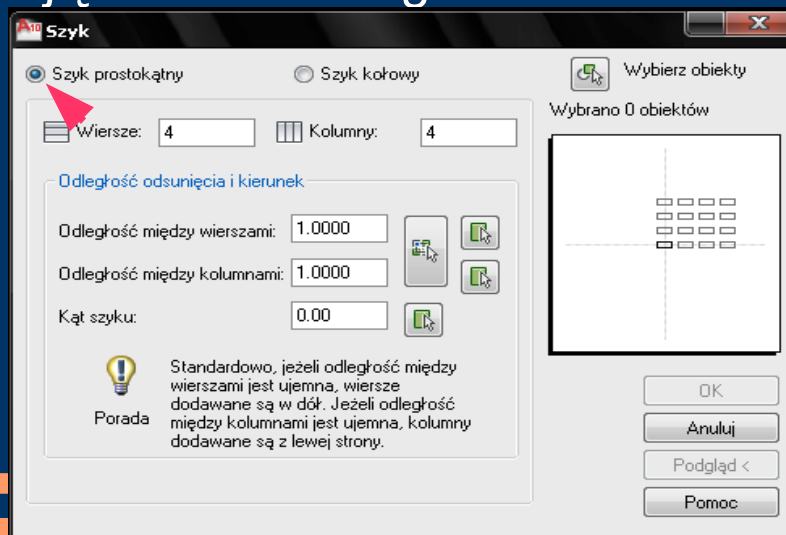 Szyk
Szyk prostokątny
Szyk kołowy
Wybierz obiekty
Wybrano 0 obiektów
Wiersze: 4
Kolumny: 4
Odległość odsunięcia i kierunek
Odległość między wierszami: 1.0000
Odległość między kolumnami: 1.0000
Kąt szyku: 0.00
Porada
Standardowo, jeżeli odległość między
wierszami jest ujemna, wiersze
dodawane są w dół. Jeżeli odległość
między kolumnami jest ujemna, kolumny
dodawane są z lewej strony.
OK
Anuluj
Podgląd <
Pomoc